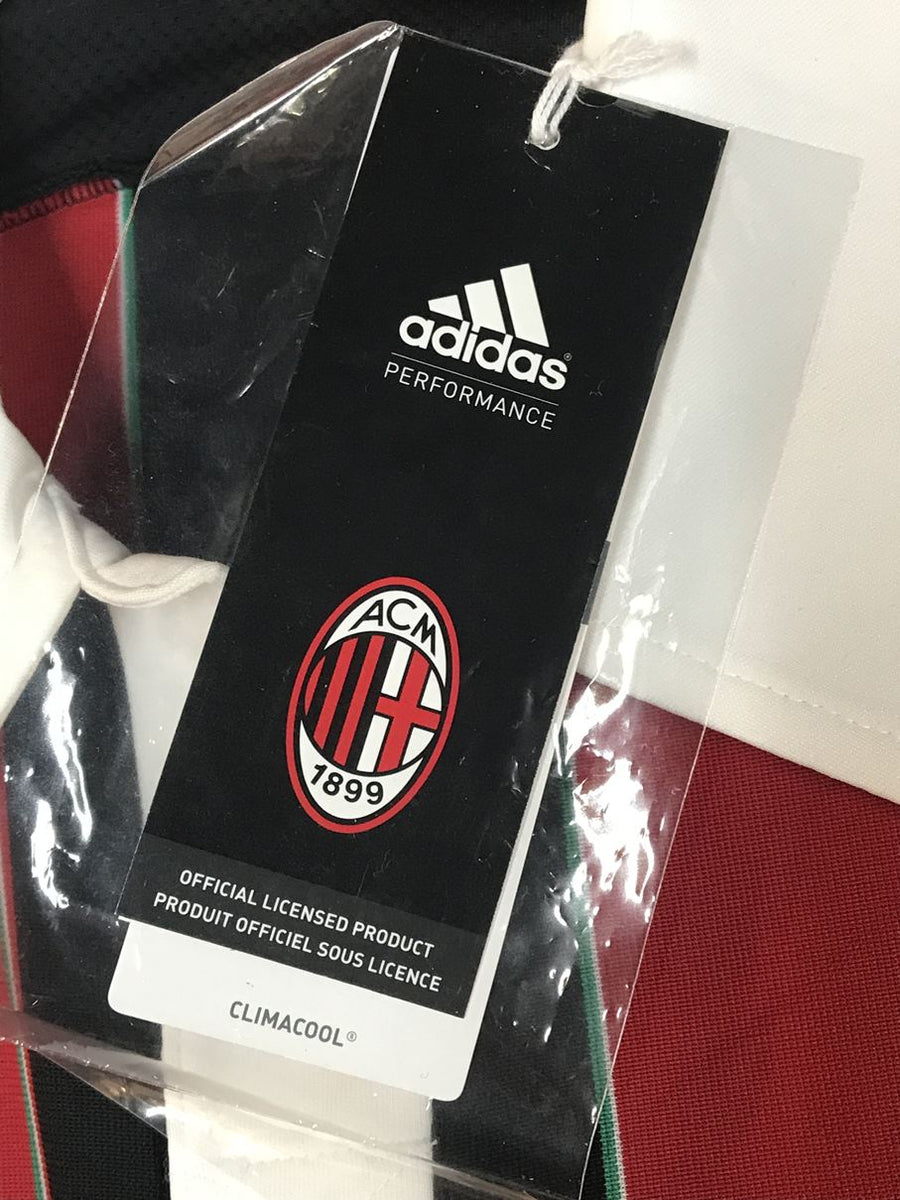 adidas®
PERFORMANCE
ACM
1899
OFFICIAL LICENSED PRODUCT
PRODUIT OFFICIEL SOUS LICENCE
CLIMACOOL®